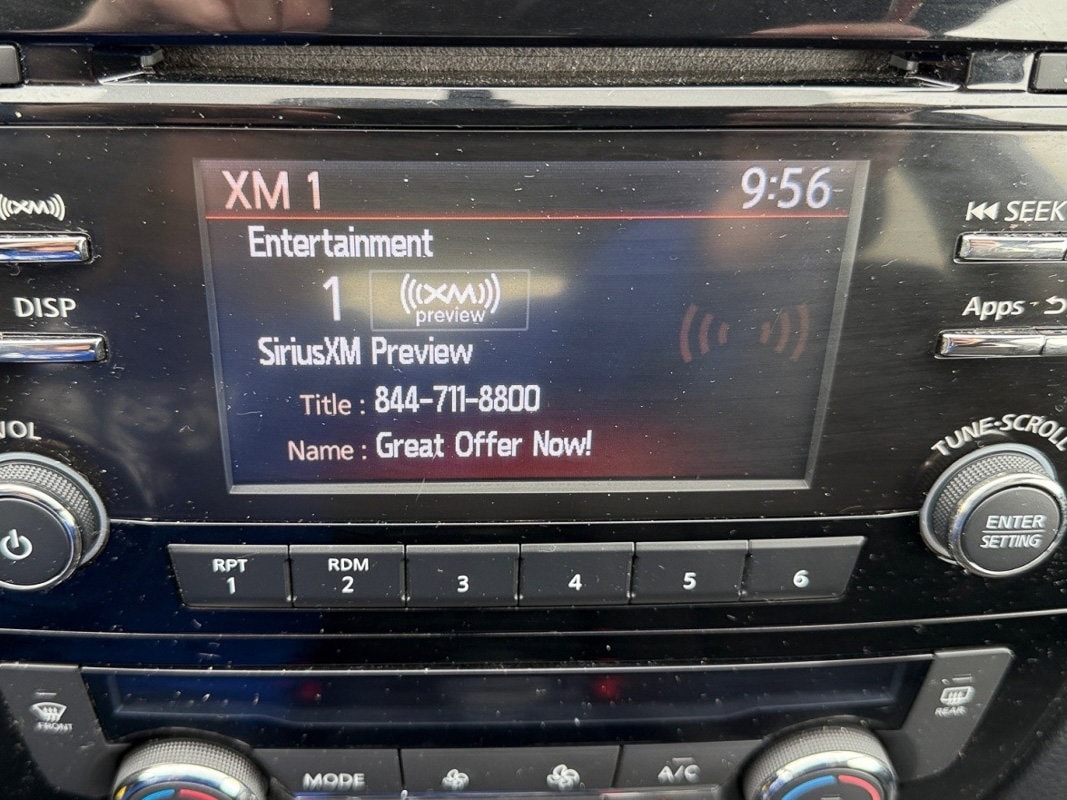 XM 1 9:56
Entertainment
1 ((XM)) preview
SiriusXM Preview
Title : 844-711-8800
Name : Great Offer Now!
((XM))
DISP
VOL
SEEK
Apps
TUNE-SCROLL
ENTER
SETTING
RPT RDM
1 2 3 4 5 6
FRONT
REAR
MODE
A/C